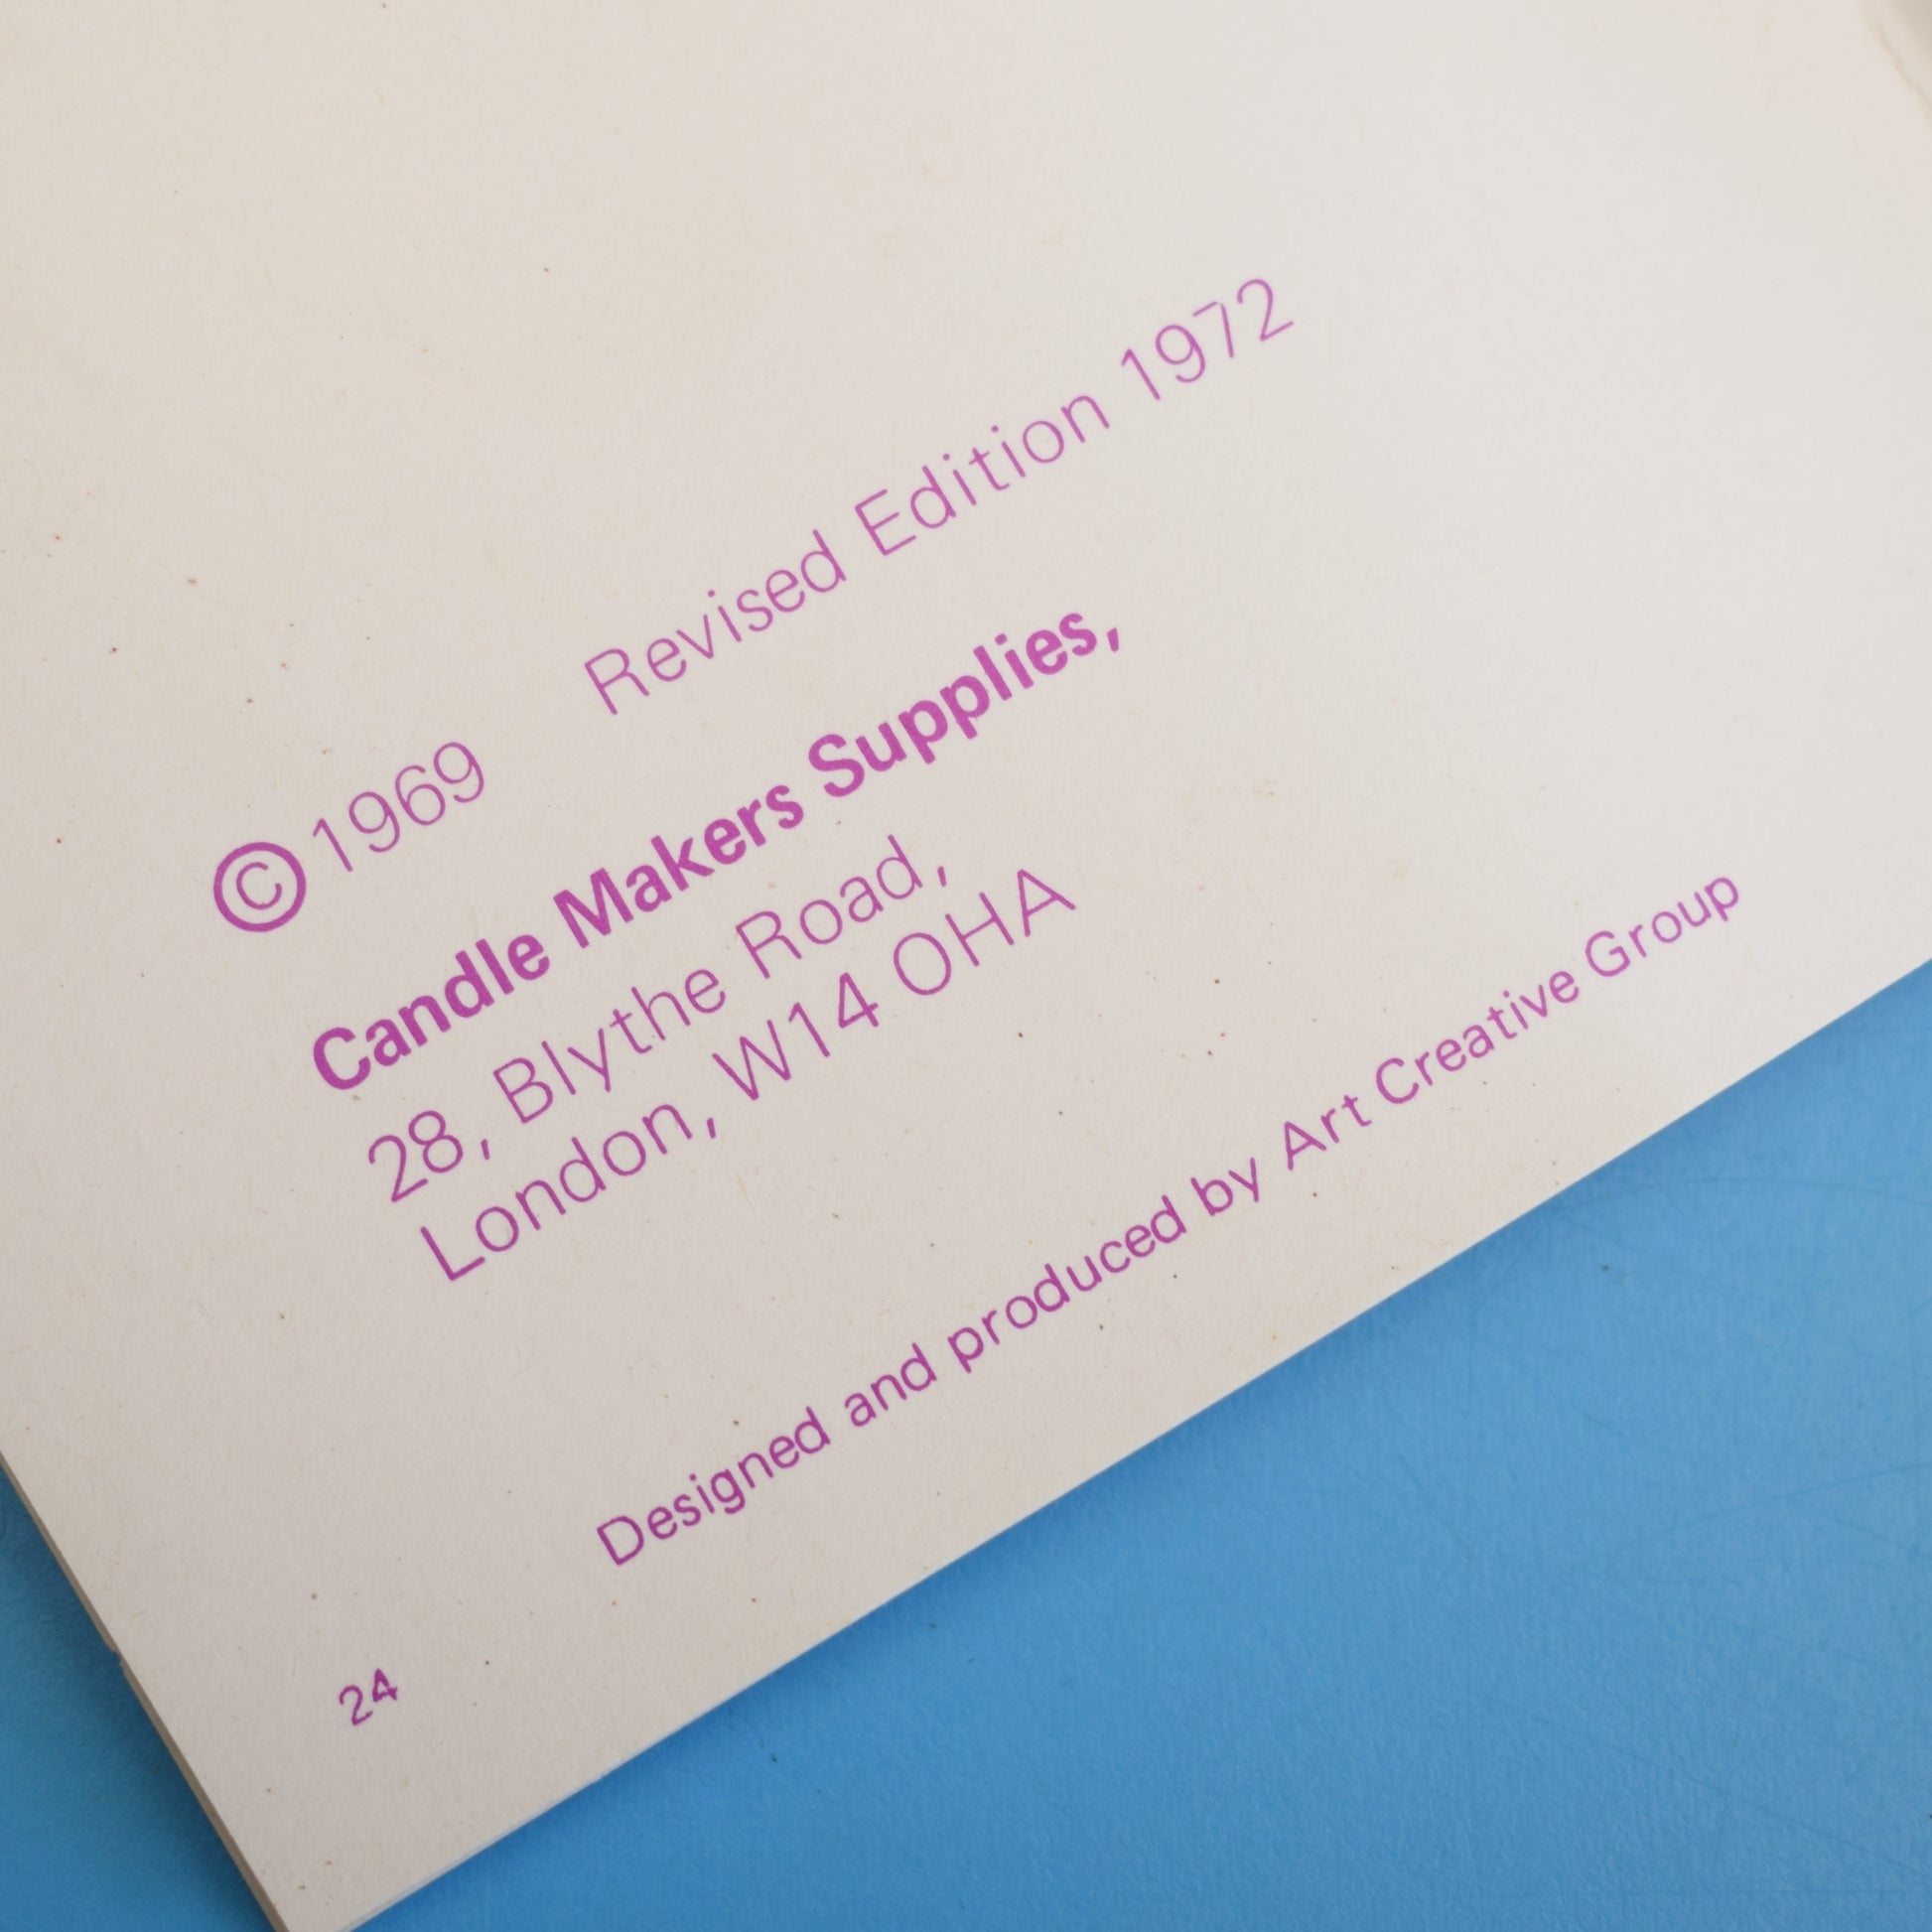 © 1969 Revised Edition 1972
Candle Makers Supplies,
28, Blythe Road,
London, W14 OHA
Designed and produced by Art Creative Group
24